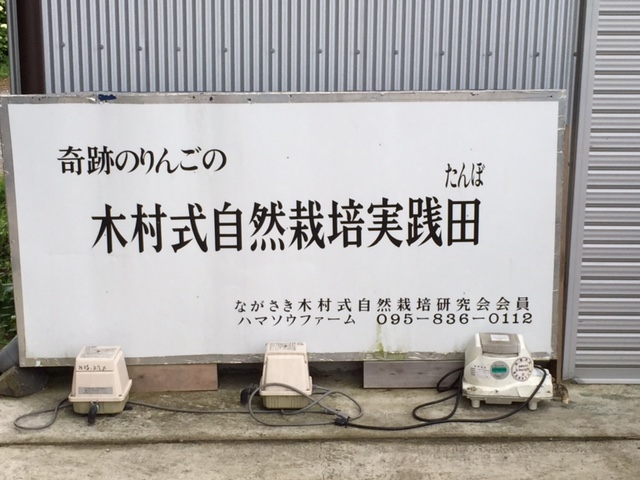 奇跡のりんごの
たんぼ
木村式自然栽培実践田
ながさき木村式自然栽培研究会会員
ハマソウファーム 095-836-0112